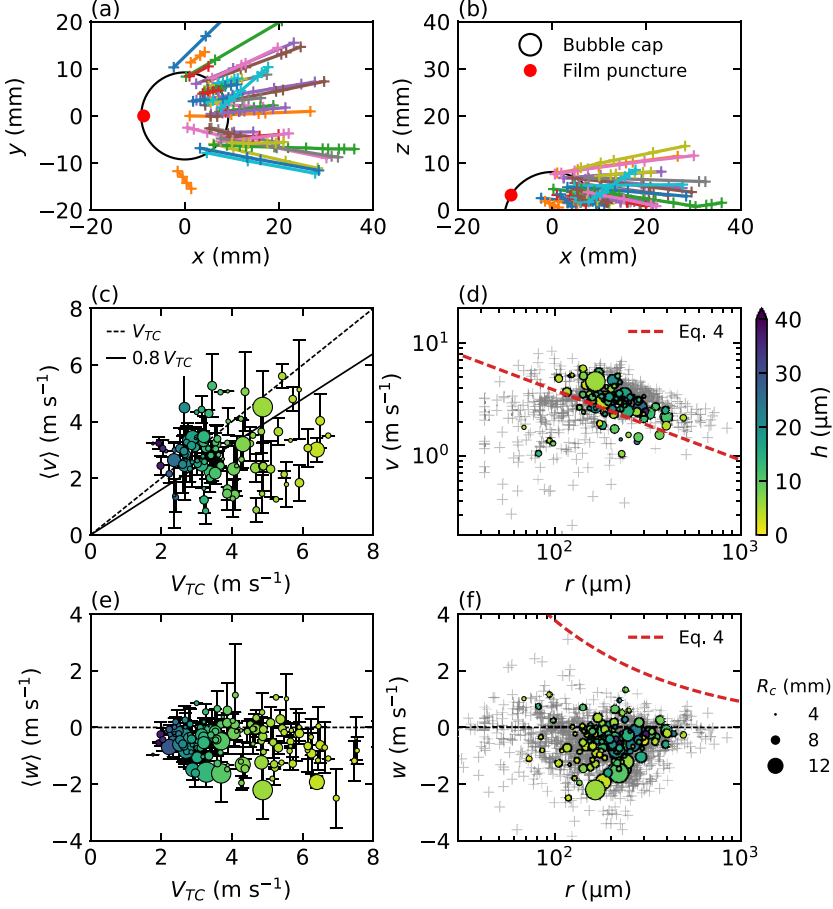 (a)
(b)
20
10
0
−10
−20
y (mm)
−20
0
20
40
x (mm)
40
30
20
10
0
z (mm)
Bubble cap
Film puncture
−20
0
20
40
x (mm)
(c)
(d)
8
6
4
2
0
⟨v⟩ (m s⁻¹)
V_TC
0.8 V_TC
0
2
4
6
8
V_TC (m s⁻¹)
10¹
10⁰
v (m s⁻¹)
Eq. 4
10²
10³
r (μm)
40
30
20
10
0
h (μm)
(e)
(f)
4
2
0
−2
−4
⟨w⟩ (m s⁻¹)
0
2
4
6
8
V_TC (m s⁻¹)
4
2
0
−2
−4
w (m s⁻¹)
Eq. 4
10²
10³
r (μm)
R_c (mm)
4
8
12